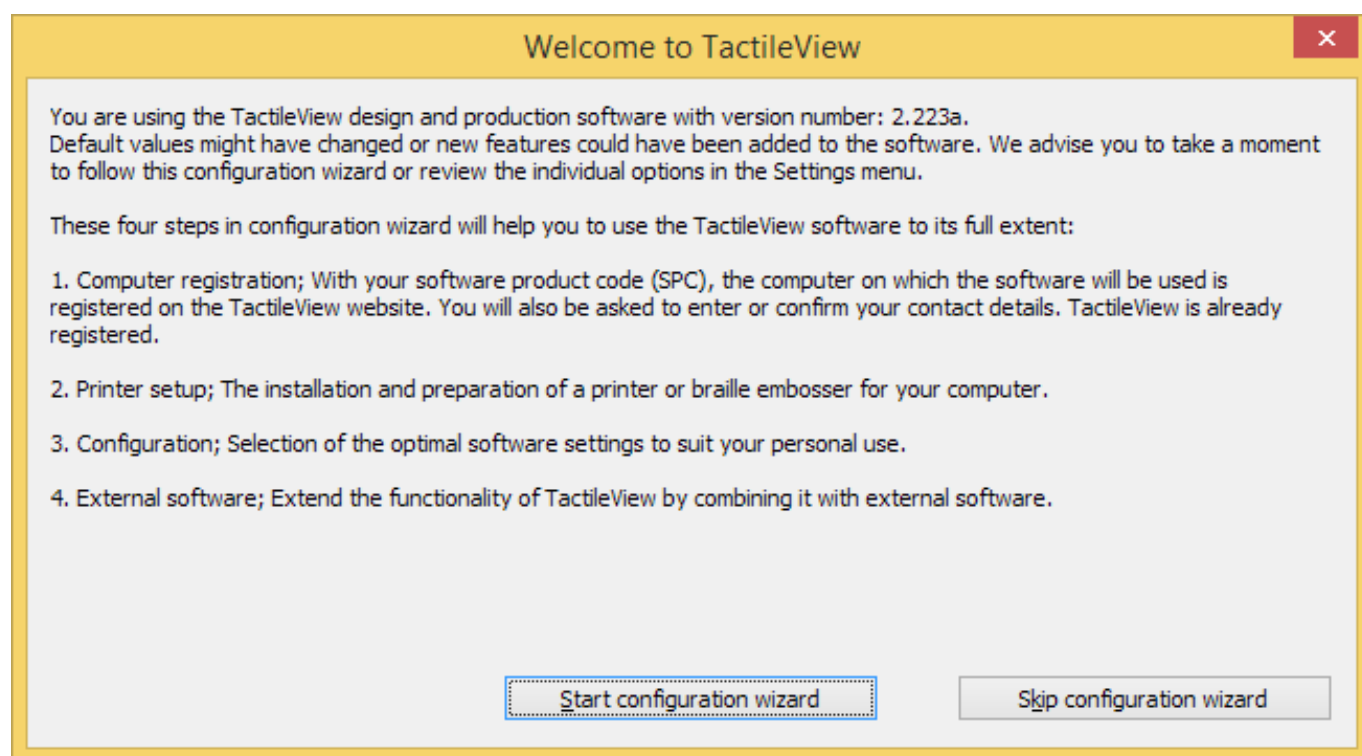 Welcome to TactileView
You are using the TactileView design and production software with version number: 2.223a.
Default values might have changed or new features could have been added to the software. We advise you to take a moment
to follow this configuration wizard or review the individual options in the Settings menu.
These four steps in configuration wizard will help you to use the TactileView software to its full extent:
1. Computer registration; With your software product code (SPC), the computer on which the software will be used is
registered on the TactileView website. You will also be asked to enter or confirm your contact details. TactileView is already
registered.
2. Printer setup; The installation and preparation of a printer or braille embosser for your computer.
3. Configuration; Selection of the optimal software settings to suit your personal use.
4. External software; Extend the functionality of TactileView by combining it with external software.
Start configuration wizard
Skip configuration wizard